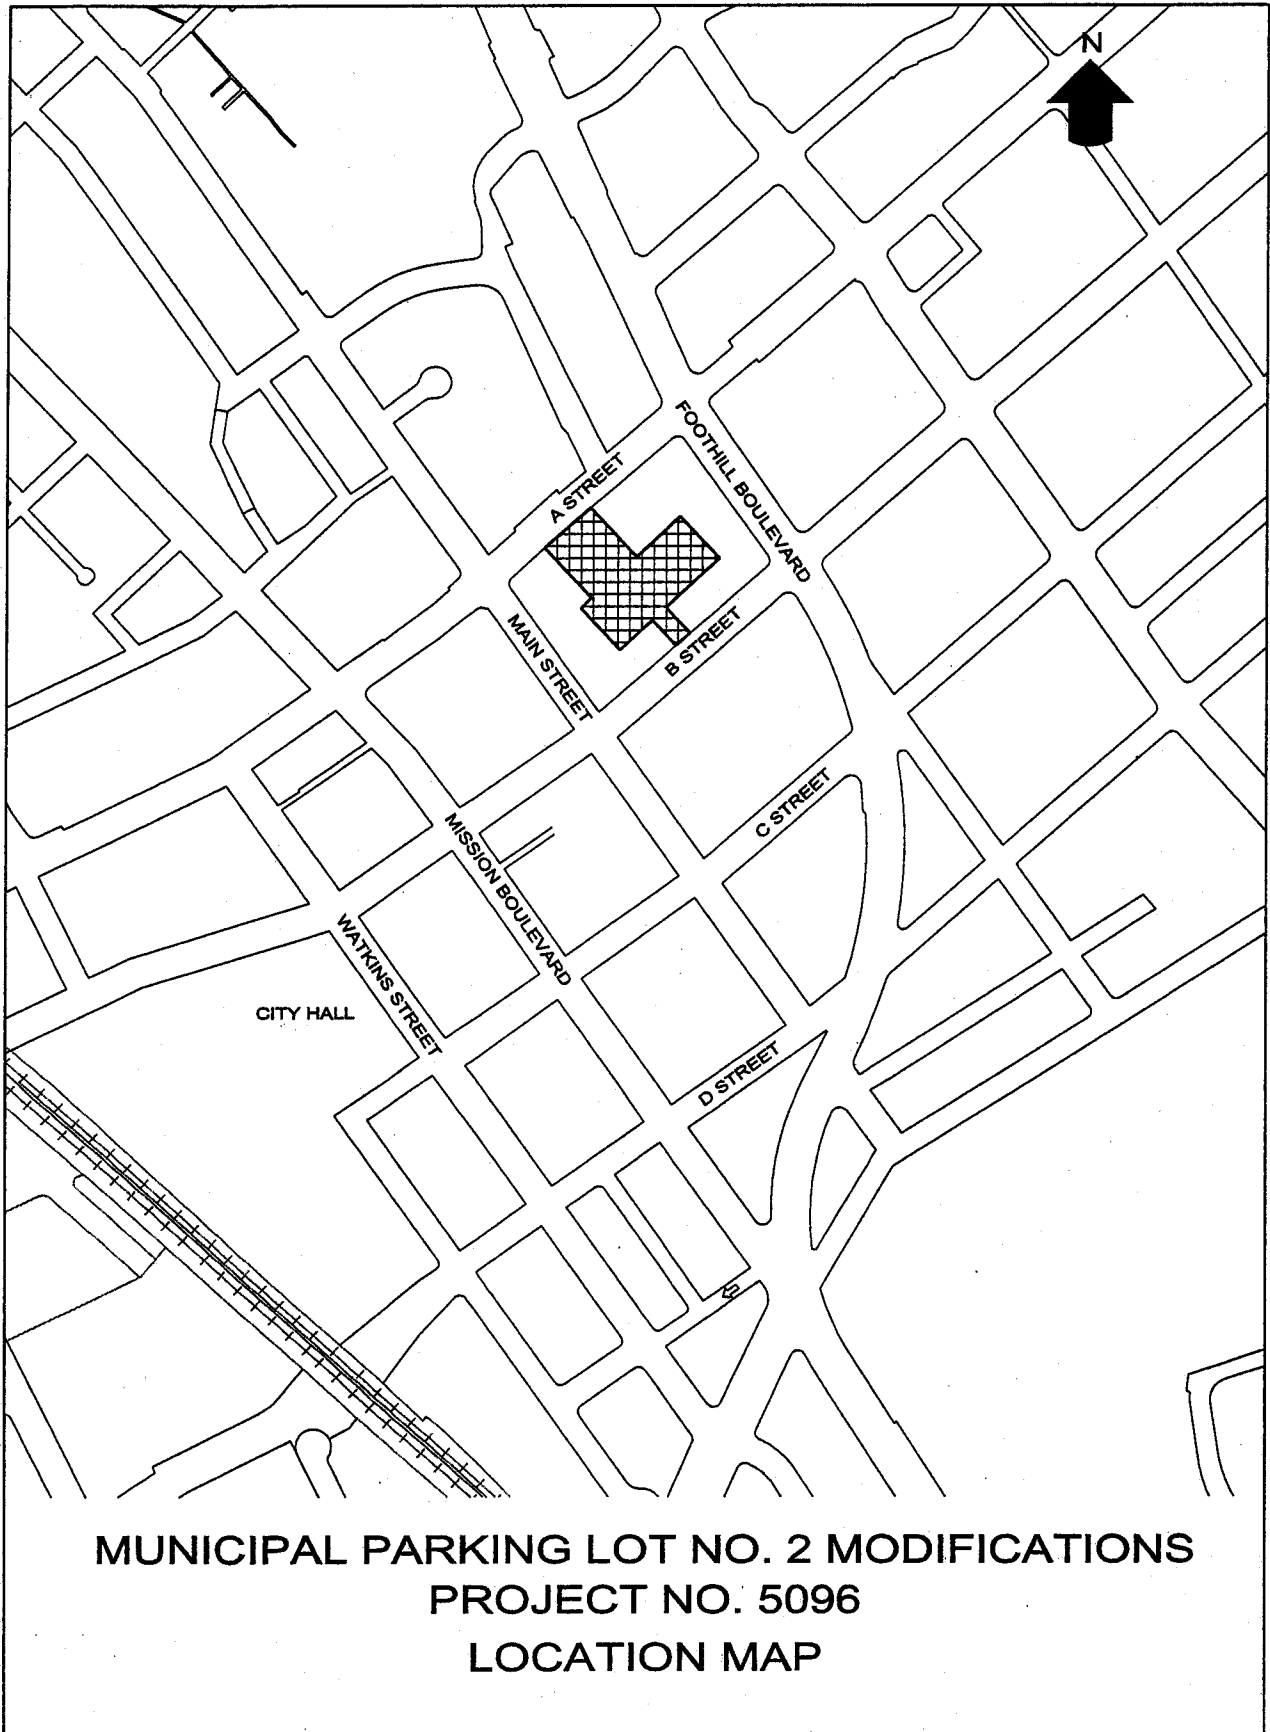 N
FOOTHILL BOULEVARD
A STREET
MAIN STREET
B STREET
C STREET
MISSION BOULEVARD
WATKINS STREET
CITY HALL
D STREET
MUNICIPAL PARKING LOT NO. 2 MODIFICATIONS
PROJECT NO. 5096
LOCATION MAP